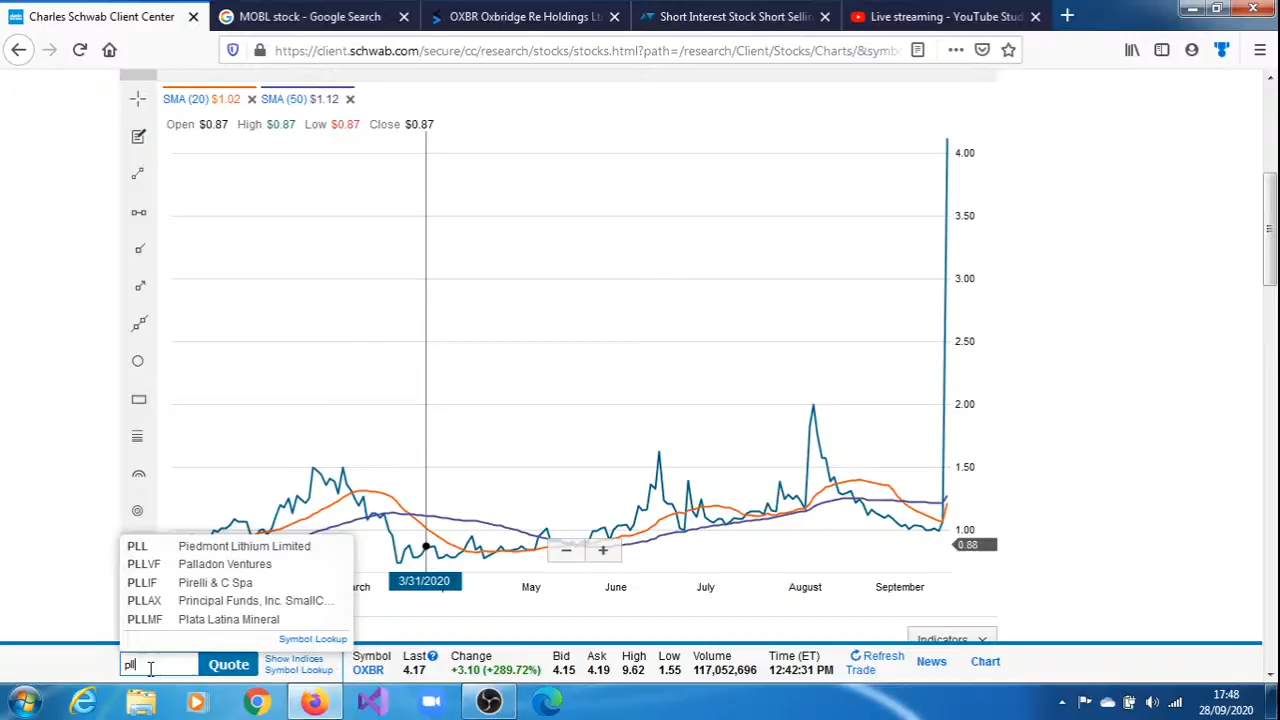 Charles Schwab Client Center
MOBL stock - Google Search
OXBR Oxbridge Re Holdings Lt
Short Interest Stock Short Sellin
Live streaming - YouTube Stud
https://client.schwab.com/secure/cc/research/stocks/stocks.html?path=/research/Client/Stocks/Charts/&symbo
SMA (20) $1.02
SMA (50) $1.12
Open $0.87 High $0.87 Low $0.87 Close $0.87
4.00
3.50
3.00
2.50
2.00
1.50
1.00
0.88
3/31/2020
May
June
July
August
September
PLL Piedmont Lithium Limited
PLLVF Palladon Ventures
PLLIF Pirelli & C Spa
PLLAX Principal Funds, Inc. SmallC...
PLLMF Plata Latina Mineral
Symbol Lookup
Indicators
pll
Quote
Show Indices
Symbol Lookup
Symbol Last Change Bid Ask High Low Volume Time (ET) Refresh News Chart
OXBR 4.17 +3.10 (+289.72%) 4.15 4.19 9.62 1.55 117,052,696 12:42:31 PM Trade
17:48
28/09/2020